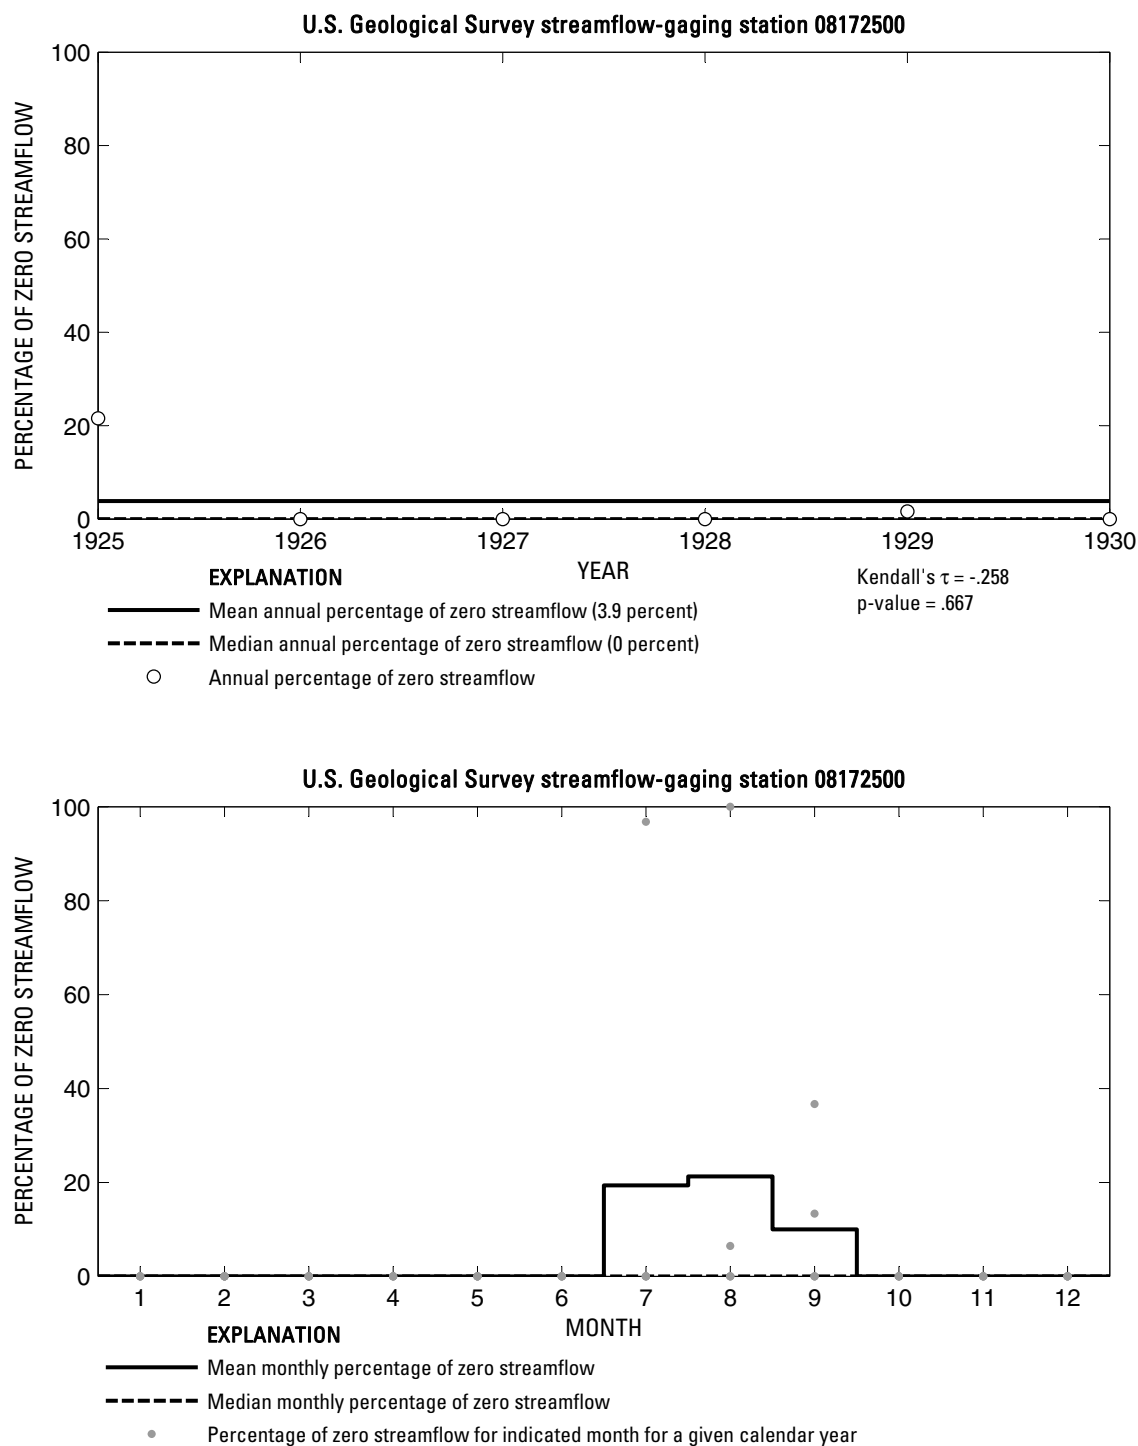 U.S. Geological Survey streamflow-gaging station 08172500
PERCENTAGE OF ZERO STREAMFLOW
100
80
60
40
20
0
1925 1926 1927 1928 1929 1930
YEAR
EXPLANATION
Mean annual percentage of zero streamflow (3.9 percent)
Median annual percentage of zero streamflow (0 percent)
Annual percentage of zero streamflow
Kendall's τ = -.258
p-value = .667
U.S. Geological Survey streamflow-gaging station 08172500
PERCENTAGE OF ZERO STREAMFLOW
100
80
60
40
20
0
1 2 3 4 5 6 7 8 9 10 11 12
MONTH
EXPLANATION
Mean monthly percentage of zero streamflow
Median monthly percentage of zero streamflow
Percentage of zero streamflow for indicated month for a given calendar year